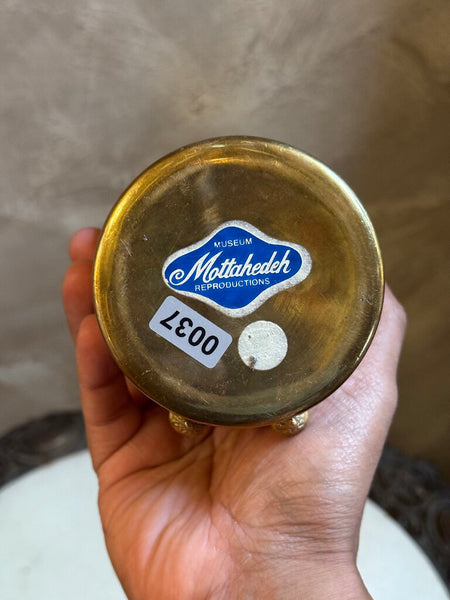 MUSEUM
Mottahedeh
REPRODUCTIONS
0037